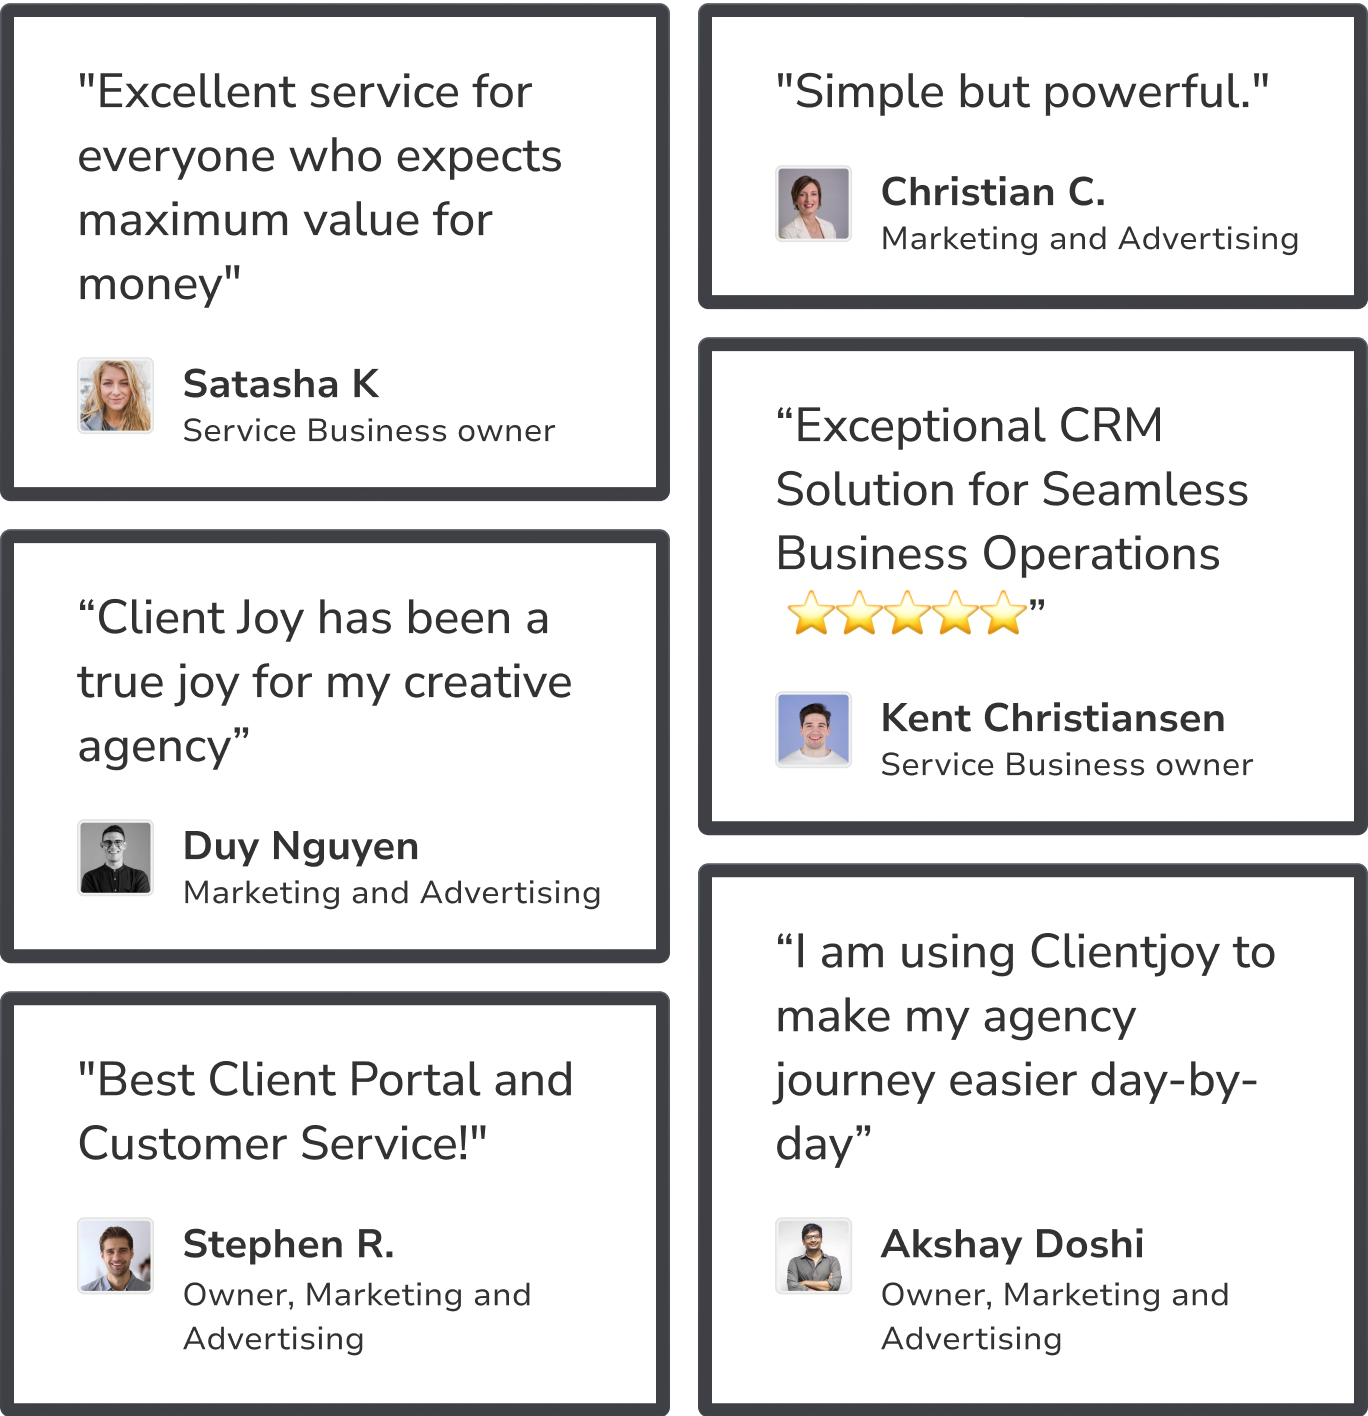 "Excellent service for
everyone who expects
maximum value for
money"
Satasha K
Service Business owner
“Client Joy has been a
true joy for my creative
agency”
Duy Nguyen
Marketing and Advertising
"Best Client Portal and
Customer Service!"
Stephen R.
Owner, Marketing and
Advertising
"Simple but powerful."
Christian C.
Marketing and Advertising
“Exceptional CRM
Solution for Seamless
Business Operations
⭐⭐⭐⭐⭐”
Kent Christiansen
Service Business owner
“I am using Clientjoy to
make my agency
journey easier day-by-
day”
Akshay Doshi
Owner, Marketing and
Advertising